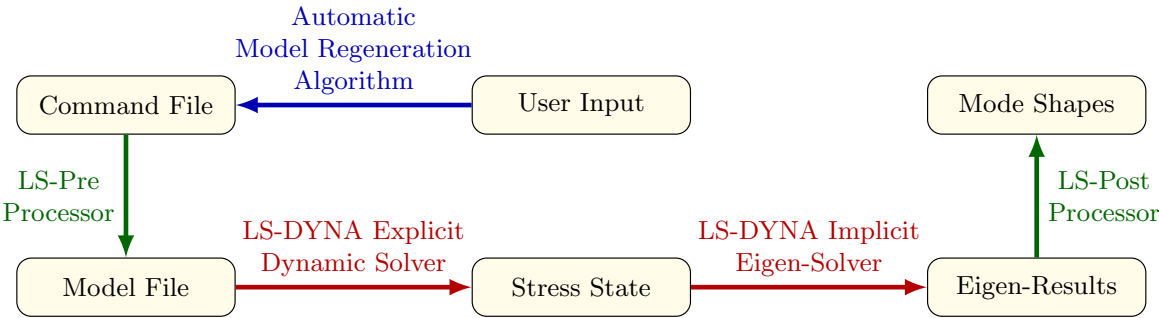 Automatic
Model Regeneration
Algorithm
Command File
User Input
Mode Shapes
LS-Pre
Processor
LS-Post
Processor
LS-DYNA Explicit
Dynamic Solver
LS-DYNA Implicit
Eigen-Solver
Model File
Stress State
Eigen-Results